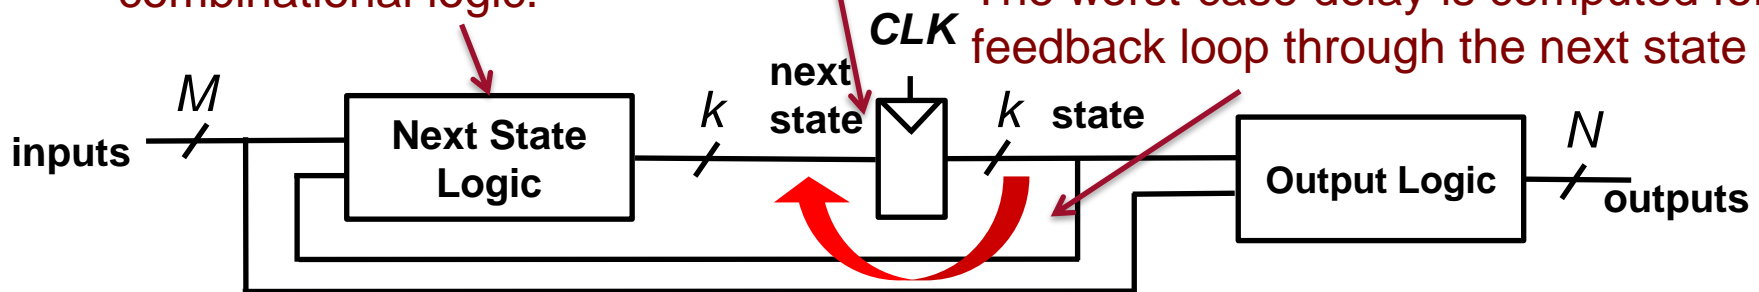 combinational logic.
The worst-case delay is computed for
CLK feedback loop through the next state
next
state
M
k
k
state
N
inputs
Next State
Logic
Output Logic
outputs